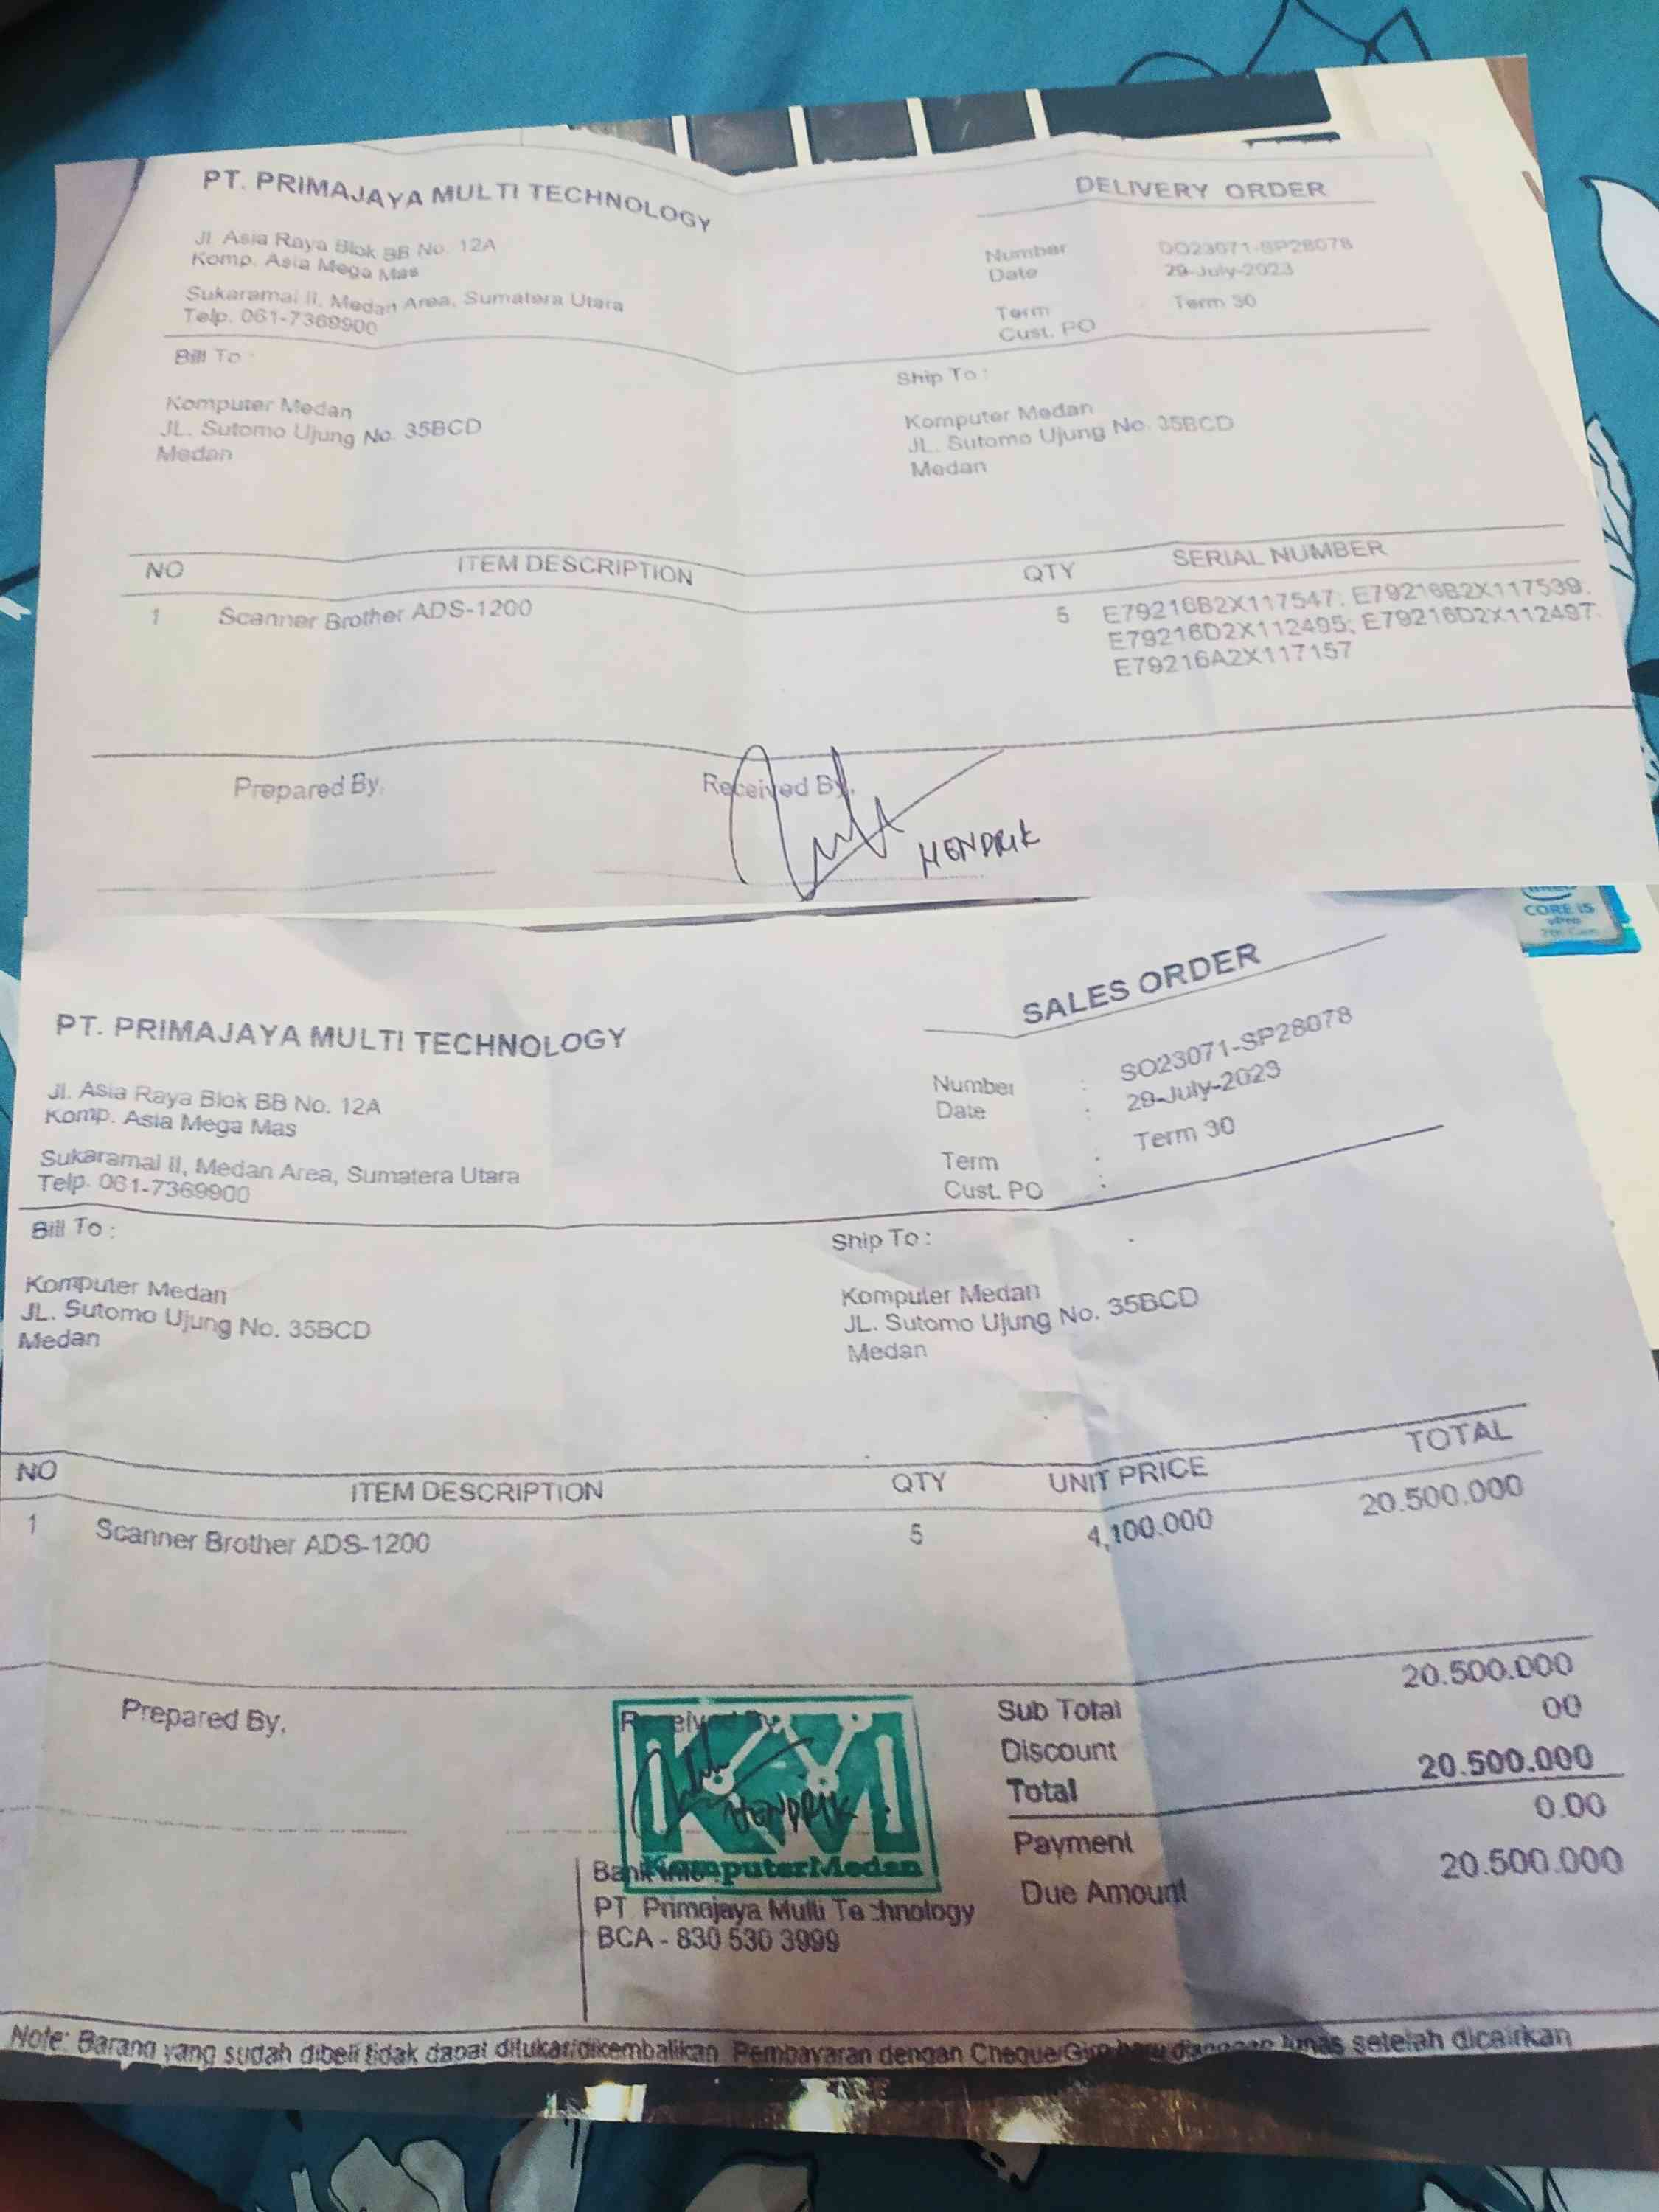 PT. PRIMAJAYA MULTI TECHNOLOGY
Jl Asia Raya Blok BB No. 12A
Komp. Asia Mega Mas
Sukaramai II, Medan Area, Sumatera Utara
Telp. 061-7369900
DELIVERY ORDER
Number DO23071-SP28078
Date 29-July-2023
Term Term 30
Cust. PO
Bill To :
Komputer Medan
JL. Sutomo Ujung No. 35BCD
Medan
Ship To :
Komputer Medan
JL. Sutomo Ujung No. 35BCD
Medan
NO ITEM DESCRIPTION QTY SERIAL NUMBER
1 Scanner Brother ADS-1200 5 E79216B2X117547; E79216B2X117539;
E79216D2X112495; E79216D2X112497;
E79216A2X117157
Prepared By, Received By,
HENDRIK
CORE i5
vPro
7th Gen
PT. PRIMAJAYA MULTI TECHNOLOGY
Jl. Asia Raya Blok BB No. 12A
Komp. Asia Mega Mas
Sukaramai II, Medan Area, Sumatera Utara
Telp. 061-7369900
SALES ORDER
Number : SO23071-SP28078
Date : 29-July-2023
Term : Term 30
Cust. PO :
Bill To :
Komputer Medan
JL. Sutomo Ujung No. 35BCD
Medan
Ship To :
Komputer Medan
JL. Sutomo Ujung No. 35BCD
Medan
NO ITEM DESCRIPTION QTY UNIT PRICE TOTAL
1 Scanner Brother ADS-1200 5 4,100.000 20.500.000
Prepared By, Received By,
KM
HENDRIK
KomputerMedan
Sub Total 20.500.000
Discount 00
Total 20.500.000
Payment 0.00
Due Amount 20.500.000
Bank Info :
PT. Primajaya Multi Technology
BCA - 830 530 3999
Note: Barang yang sudah dibeli tidak dapat ditukar/dikembalikan Pembayaran dengan Cheque/Giro baru dianggap lunas setelah dicairkan